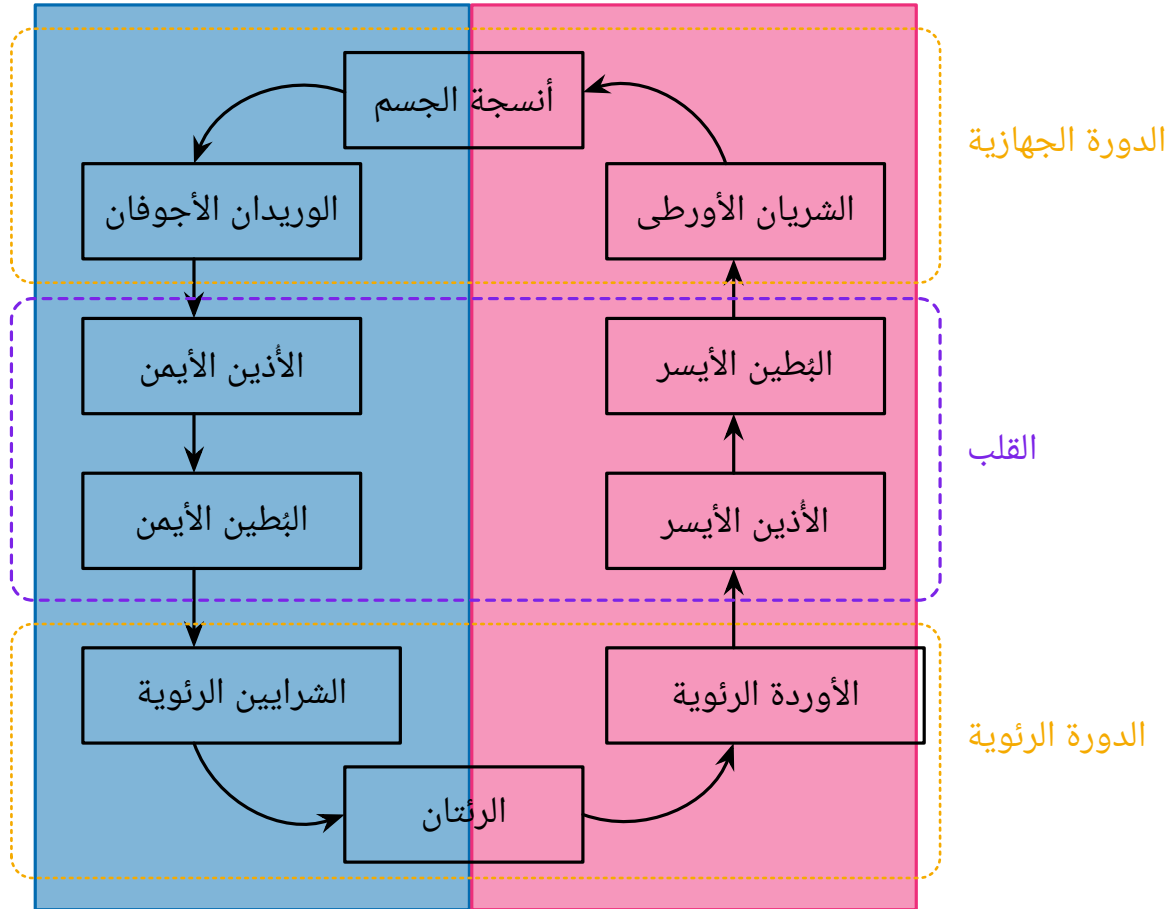 أنسجة الجسم
الدورة الجهازية
الشريان الأورطى
الوريدان الأجوفان
البُطين الأيسر
الأُذين الأيمن
القلب
الأُذين الأيسر
البُطين الأيمن
الأوردة الرئوية
الشرايين الرئوية
الدورة الرئوية
الرئتان